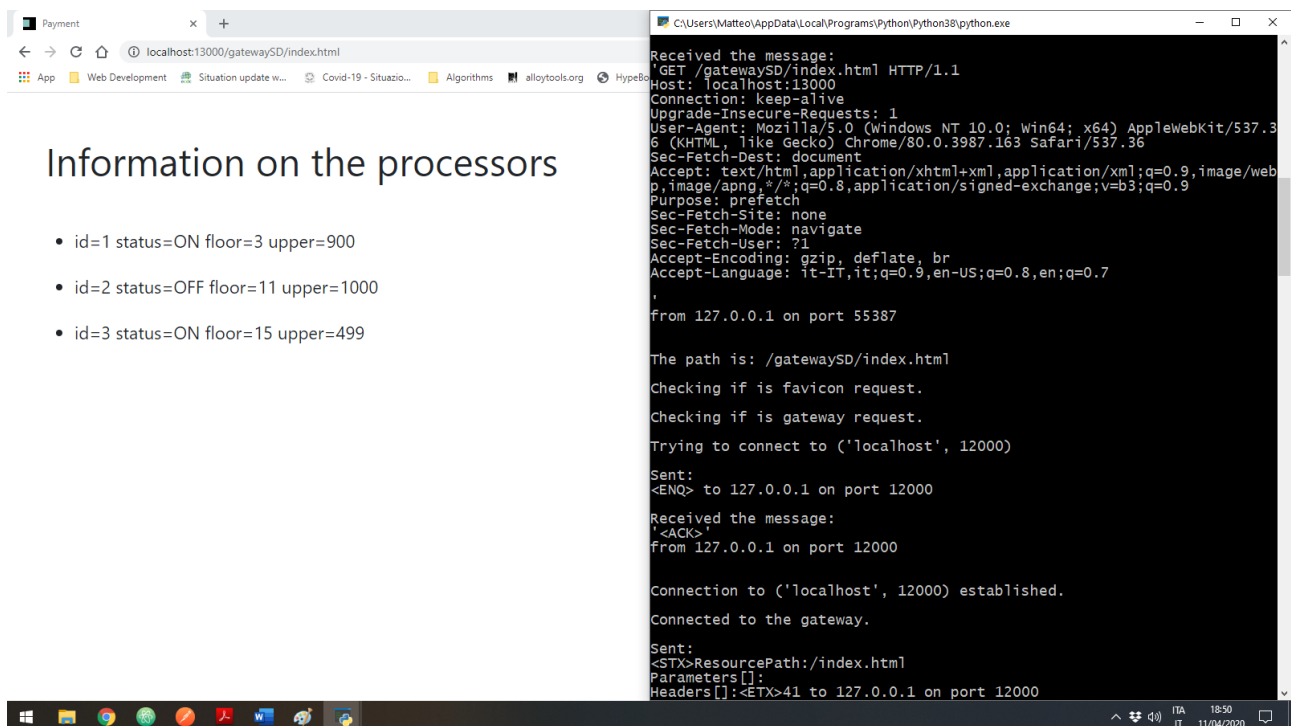 Payment
localhost:13000/gatewaySD/index.html
App Web Development Situation update w... Covid-19 - Situazio... Algorithms alloytools.org HypeBo
Information on the processors
id=1 status=ON floor=3 upper=900
id=2 status=OFF floor=11 upper=1000
id=3 status=ON floor=15 upper=499
C:\Users\Matteo\AppData\Local\Programs\Python\Python38\python.exe
Received the message:
'GET /gatewaySD/index.html HTTP/1.1
Host: localhost:13000
Connection: keep-alive
Upgrade-Insecure-Requests: 1
User-Agent: Mozilla/5.0 (Windows NT 10.0; Win64; x64) AppleWebKit/537.3
6 (KHTML, like Gecko) Chrome/80.0.3987.163 Safari/537.36
Sec-Fetch-Dest: document
Accept: text/html,application/xhtml+xml,application/xml;q=0.9,image/web
p,image/apng,*/*;q=0.8,application/signed-exchange;v=b3;q=0.9
Purpose: prefetch
Sec-Fetch-Site: none
Sec-Fetch-Mode: navigate
Sec-Fetch-User: ?1
Accept-Encoding: gzip, deflate, br
Accept-Language: it-IT,it;q=0.9,en-US;q=0.8,en;q=0.7
'
from 127.0.0.1 on port 55387
The path is: /gatewaySD/index.html
Checking if is favicon request.
Checking if is gateway request.
Trying to connect to ('localhost', 12000)
Sent:
<ENQ> to 127.0.0.1 on port 12000
Received the message:
'<ACK>'
from 127.0.0.1 on port 12000
Connection to ('localhost', 12000) established.
Connected to the gateway.
Sent:
<STX>ResourcePath:/index.html
Parameters[]:
Headers[]:<ETX>41 to 127.0.0.1 on port 12000
ITA 18:50
IT 11/04/2020